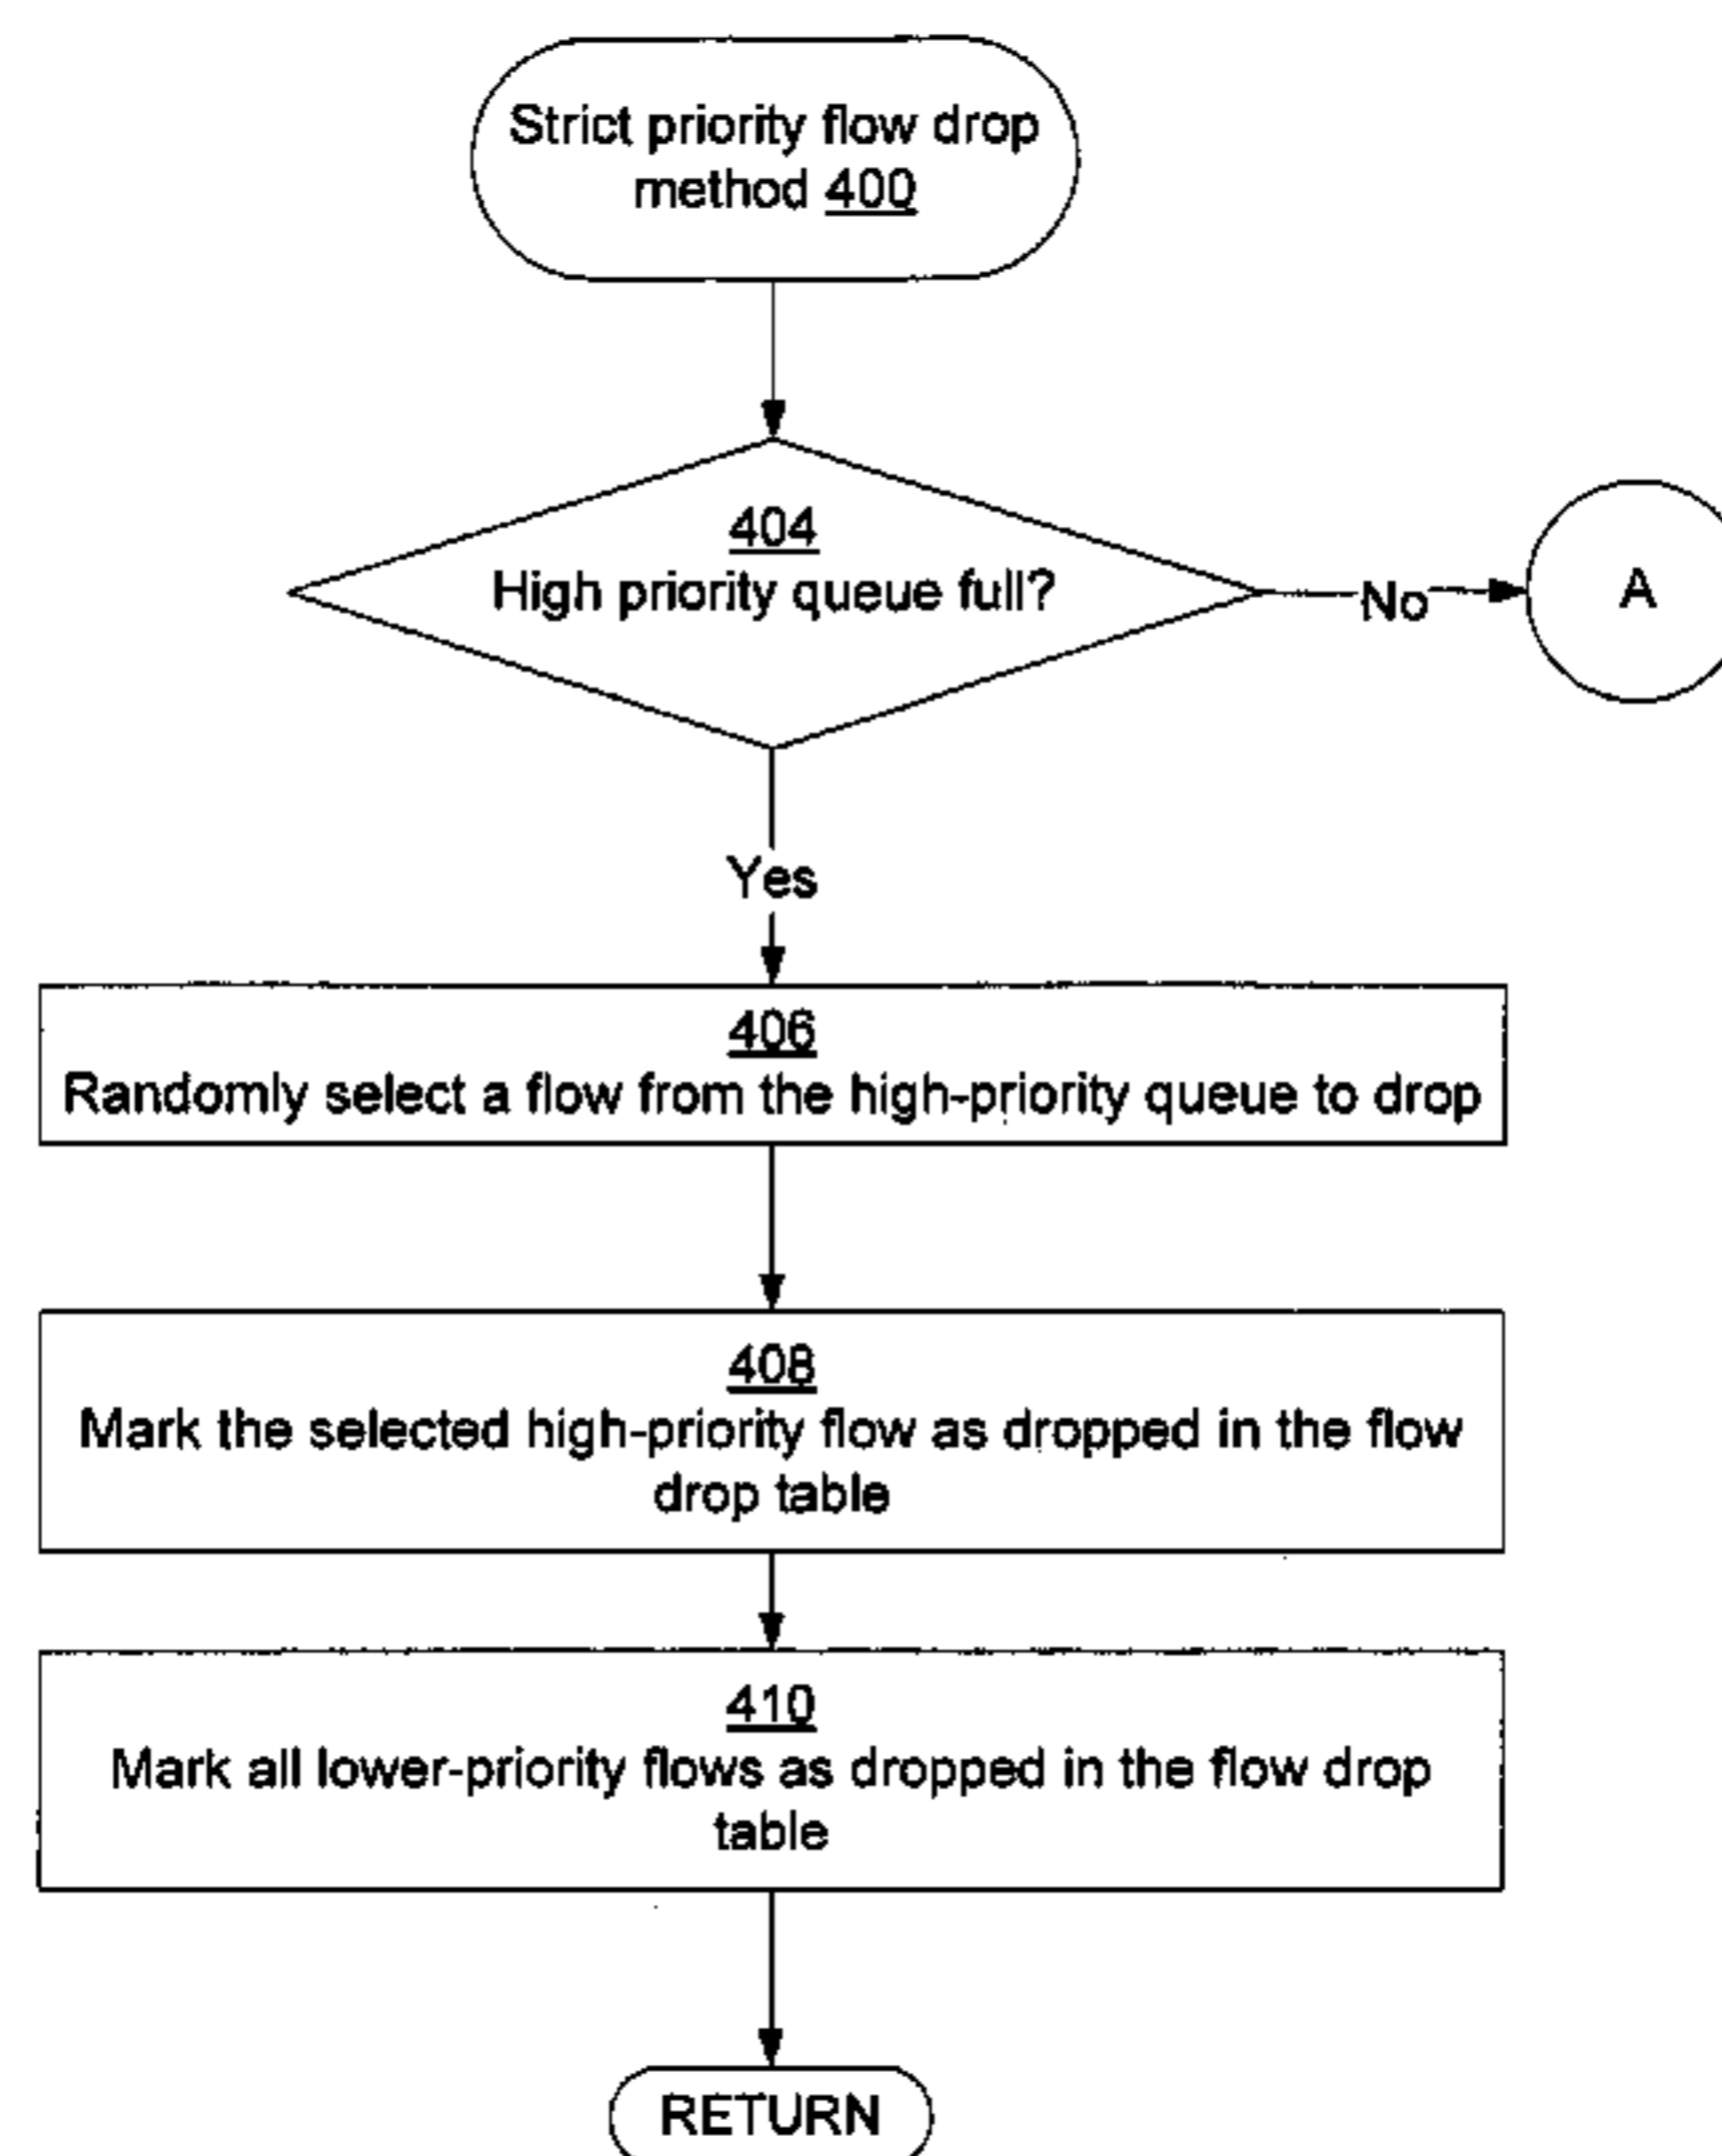 Strict priority flow drop
method 400
404
High priority queue full?
No
A
Yes
406
Randomly select a flow from the high-priority queue to drop
408
Mark the selected high-priority flow as dropped in the flow
drop table
410
Mark all lower-priority flows as dropped in the flow drop
table
RETURN